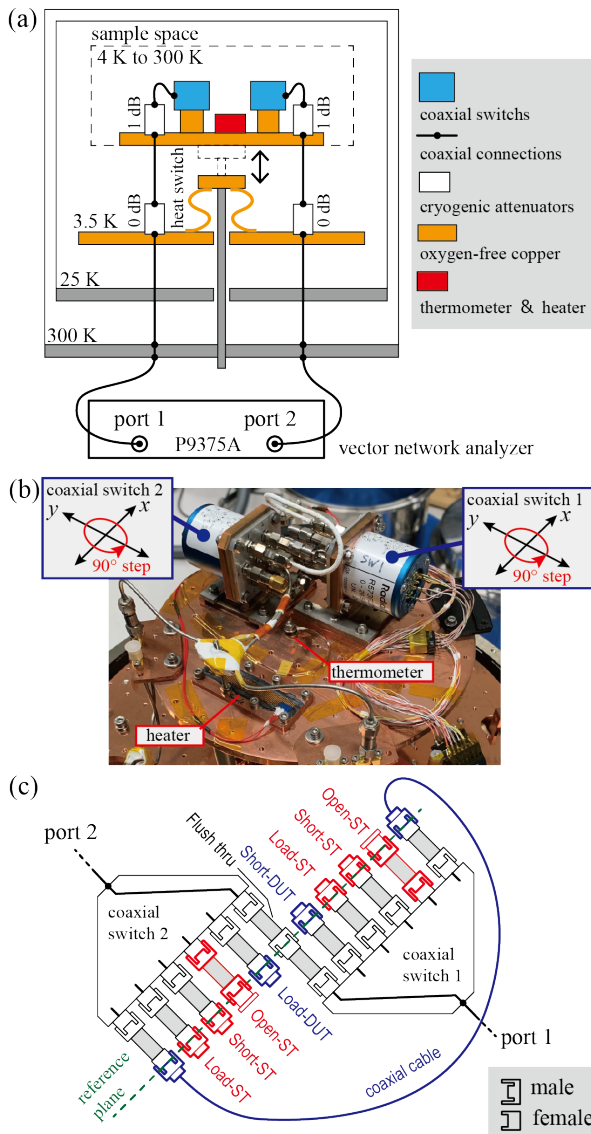 (a)
sample space
4 K to 300 K
1 dB
1 dB
heat switch
0 dB
0 dB
3.5 K
25 K
300 K
port 1
port 2
P9375A
vector network analyzer
coaxial switches
coaxial connections
cryogenic attenuators
oxygen-free copper
thermometer & heater
(b)
coaxial switch 2
y
x
90° step
coaxial switch 1
y
x
90° step
SW1
thermometer
heater
(c)
port 2
coaxial
switch 2
Flush thru
Short-DUT
Load-ST
Short-ST
Open-ST
coaxial
switch 1
port 1
Load-DUT
Open-ST
Short-ST
Load-ST
reference
plane
coaxial cable
male
female